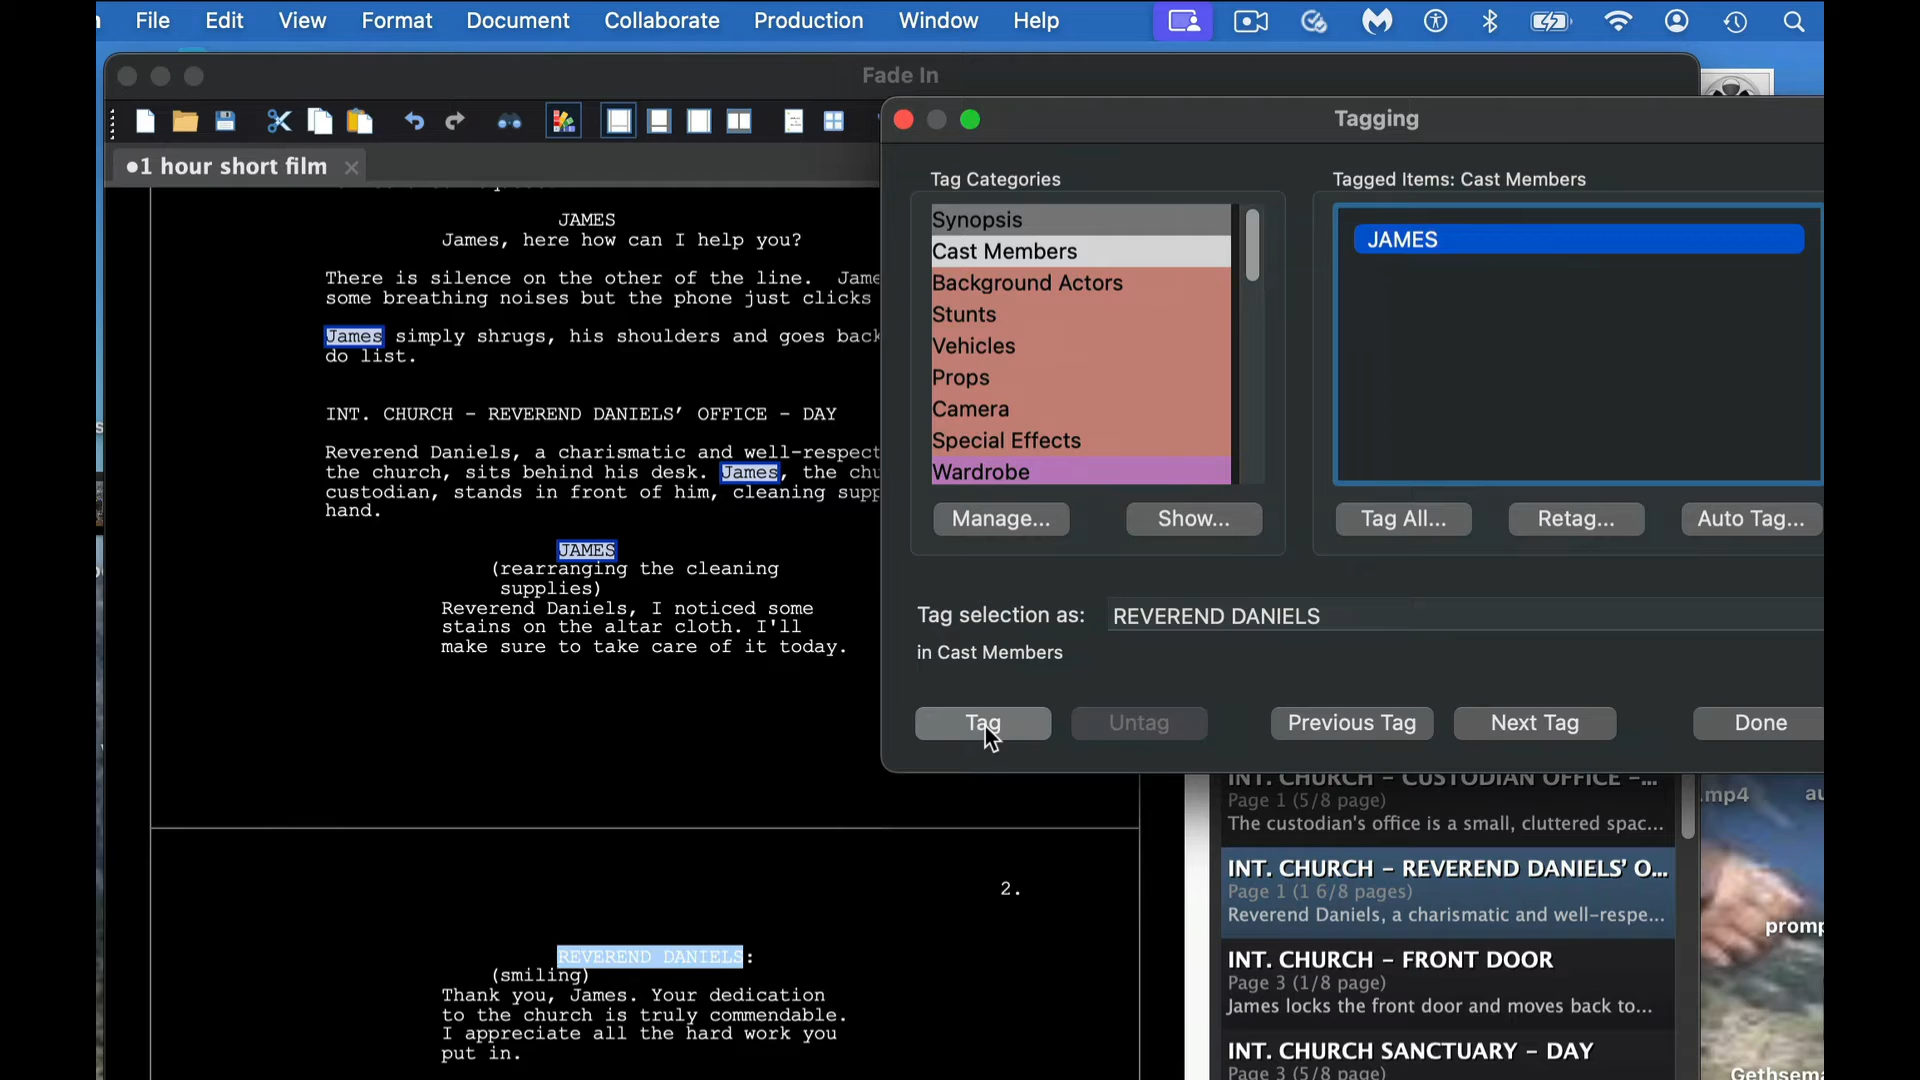 File Edit View Format Document Collaborate Production Window Help
Fade In
1 hour short film
JAMES
James, here how can I help you?
There is silence on the other of the line. Jame
some breathing noises but the phone just clicks
James simply shrugs, his shoulders and goes back
do list.
INT. CHURCH – REVEREND DANIELS’ OFFICE – DAY
Reverend Daniels, a charismatic and well-respect
the church, sits behind his desk. James, the chu
custodian, stands in front of him, cleaning supp
hand.
JAMES
(rearranging the cleaning
supplies)
Reverend Daniels, I noticed some
stains on the altar cloth. I'll
make sure to take care of it today.
2.
REVEREND DANIELS:
(smiling)
Thank you, James. Your dedication
to the church is truly commendable.
I appreciate all the hard work you
put in.
Tagging
Tag Categories
Synopsis
Cast Members
Background Actors
Stunts
Vehicles
Props
Camera
Special Effects
Wardrobe
Manage... Show...
Tagged Items: Cast Members
JAMES
Tag All... Retag... Auto Tag...
Tag selection as: REVEREND DANIELS
in Cast Members
Tag Untag Previous Tag Next Tag Done
INT. CHURCH – CUSTODIAN OFFICE –...
Page 1 (5/8 page)
The custodian's office is a small, cluttered spac...
INT. CHURCH – REVEREND DANIELS’ O...
Page 1 (1 6/8 pages)
Reverend Daniels, a charismatic and well-respe...
INT. CHURCH – FRONT DOOR
Page 3 (1/8 page)
James locks the front door and moves back to...
INT. CHURCH SANCTUARY – DAY
Page 3 (5/8 page)
.mp4 au
promp
Gethsema